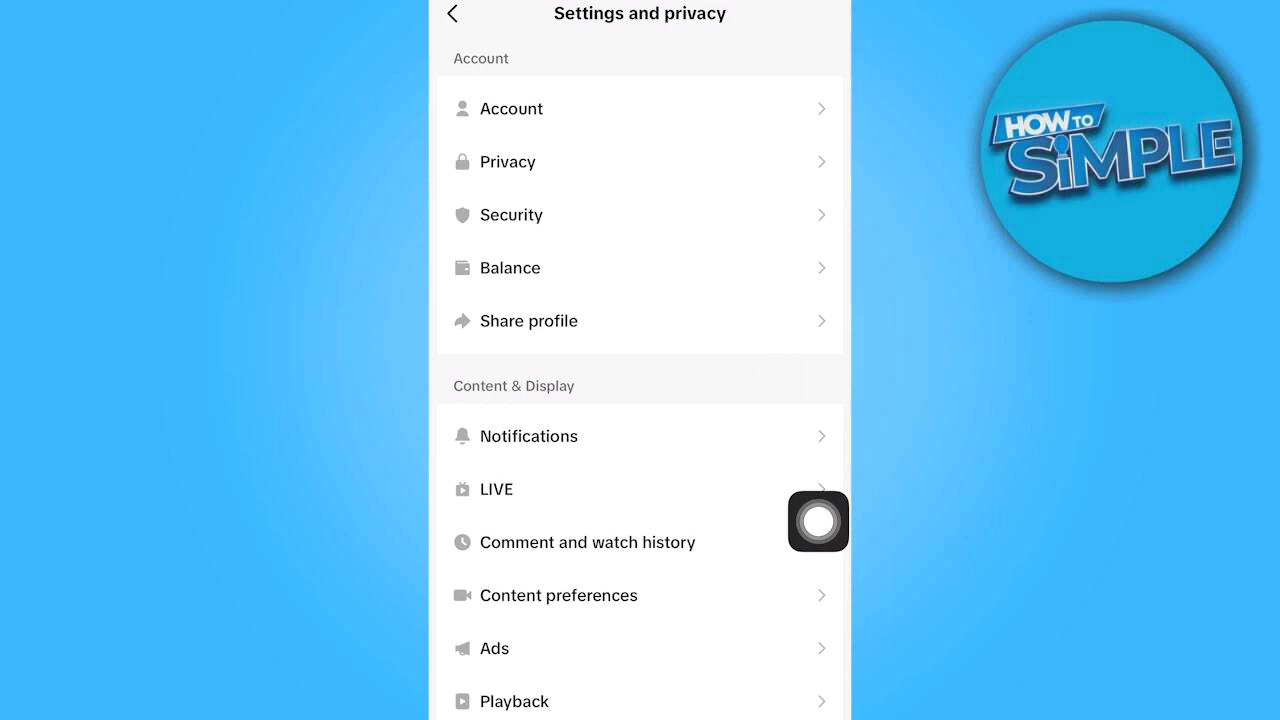 Settings and privacy
Account
Account
Privacy
Security
Balance
Share profile
Content & Display
Notifications
LIVE
Comment and watch history
Content preferences
Ads
Playback
HOW TO
SIMPLE